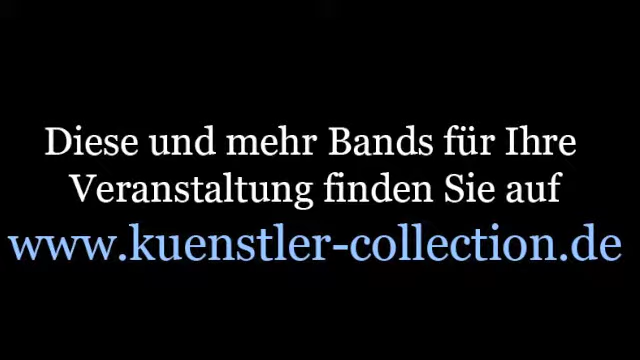 Diese und mehr Bands für Ihre
Veranstaltung finden Sie auf
www.kuenstler-collection.de